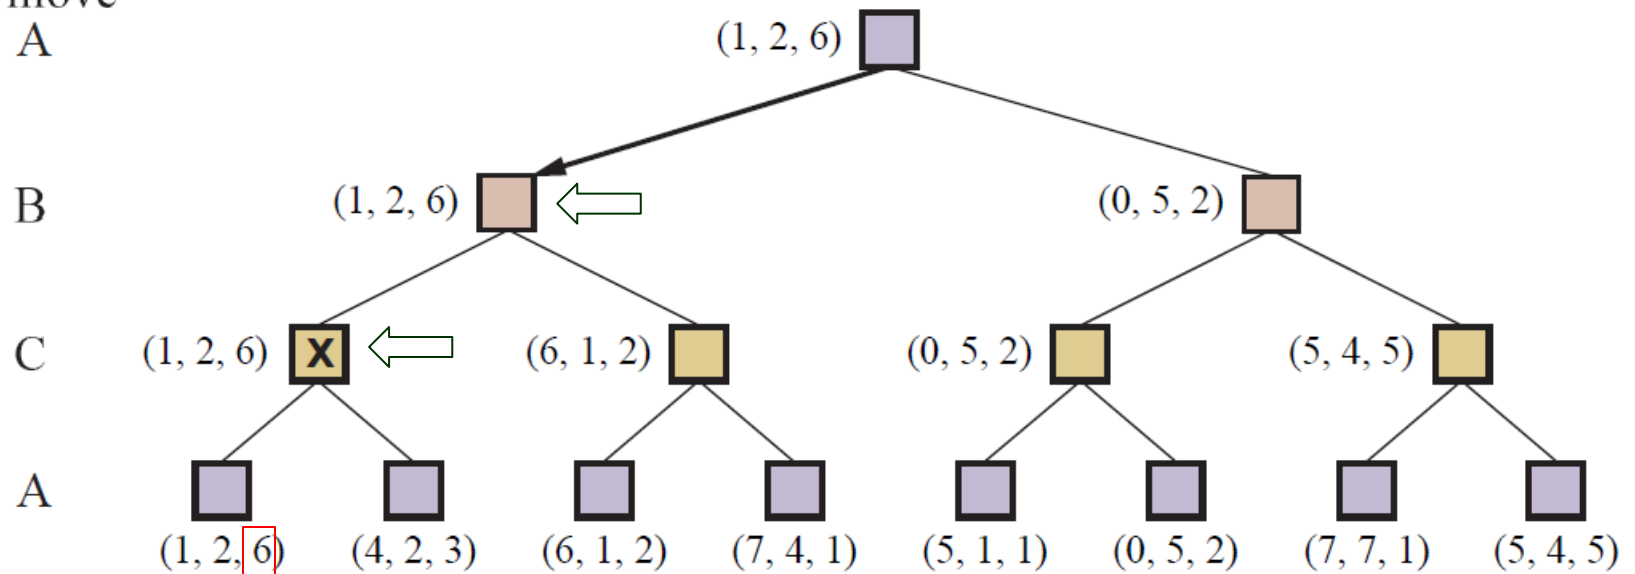 move
A (1, 2, 6)
B (1, 2, 6) (0, 5, 2)
C (1, 2, 6) X (6, 1, 2) (0, 5, 2) (5, 4, 5)
A
(1, 2, 6) (4, 2, 3) (6, 1, 2) (7, 4, 1) (5, 1, 1) (0, 5, 2) (7, 7, 1) (5, 4, 5)